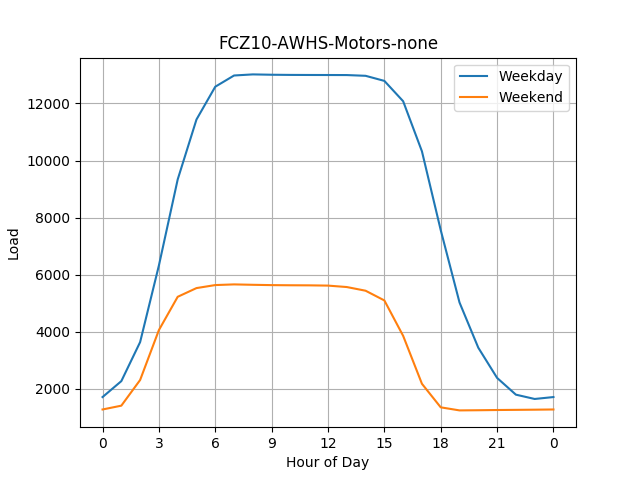 FCZ10-AWHS-Motors-none
Weekday
Weekend
12000
10000
8000
6000
4000
2000
Load
0 3 6 9 12 15 18 21 0
Hour of Day